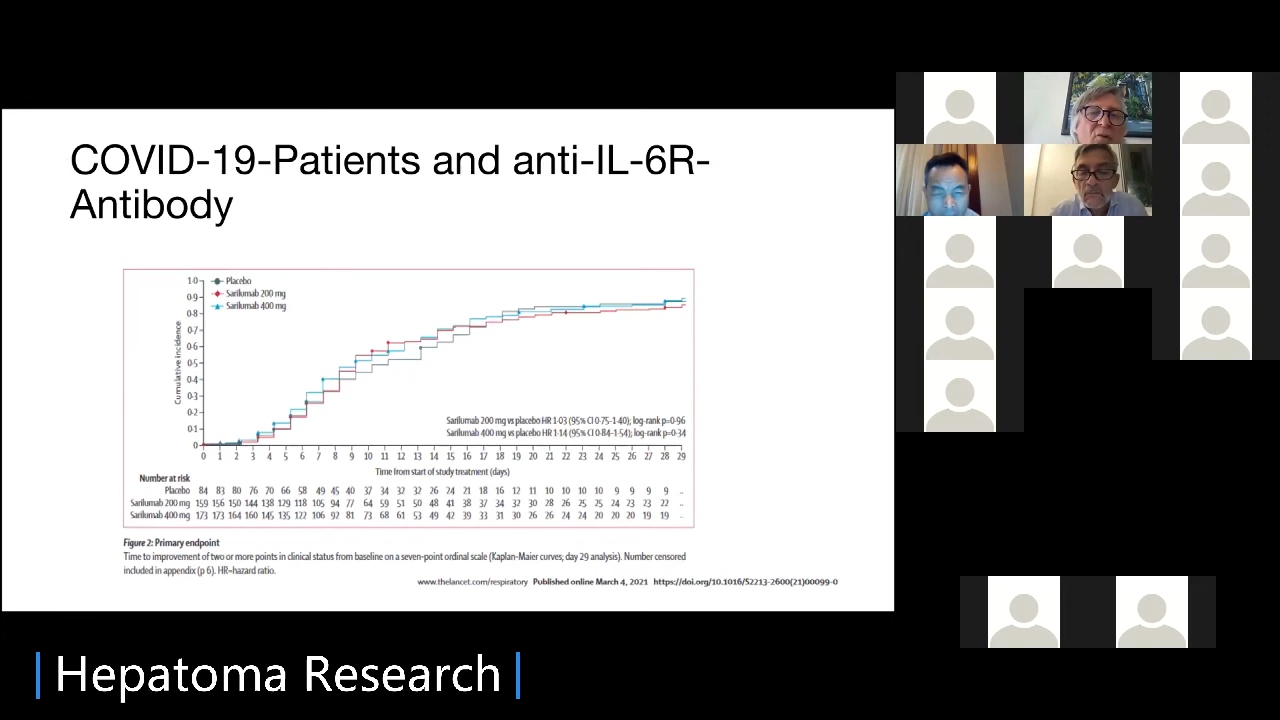 COVID-19-Patients and anti-IL-6R-
Antibody
1·0
0·9
0·8
0·7
0·6
0·5
0·4
0·3
0·2
0·1
0
Cumulative incidence
Placebo
Sarilumab 200 mg
Sarilumab 400 mg
Sarilumab 200 mg vs placebo HR 1·03 (95% CI 0·75-1·40); log-rank p=0·96
Sarilumab 400 mg vs placebo HR 1·14 (95% CI 0·84-1·54); log-rank p=0·34
0 1 2 3 4 5 6 7 8 9 10 11 12 13 14 15 16 17 18 19 20 21 22 23 24 25 26 27 28 29
Time from start of study treatment (days)
Number at risk
Placebo 84 83 80 76 70 66 58 49 45 40 37 34 32 32 26 24 21 18 16 12 11 10 10 10 10 9 9 9 9 ..
Sarilumab 200 mg 159 156 150 144 138 129 118 105 94 77 64 59 51 50 48 41 38 37 34 32 30 28 26 25 25 24 23 23 22 ..
Sarilumab 400 mg 173 173 164 160 145 135 122 106 92 81 73 68 61 53 49 42 39 33 31 30 26 26 24 24 20 20 20 19 19 ..
Figure 2: Primary endpoint
Time to improvement of two or more points in clinical status from baseline on a seven-point ordinal scale (Kaplan-Maier curves; day 29 analysis). Number censored
included in appendix (p 6). HR=hazard ratio.
www.thelancet.com/respiratory Published online March 4, 2021 https://doi.org/10.1016/S2213-2600(21)00099-0
| Hepatoma Research |